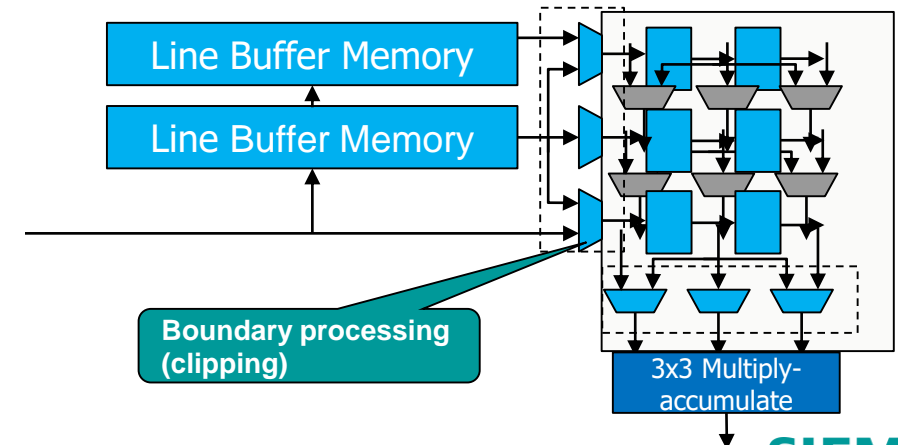 Line Buffer Memory
Line Buffer Memory
Boundary processing
(clipping)
3x3 Multiply-
accumulate